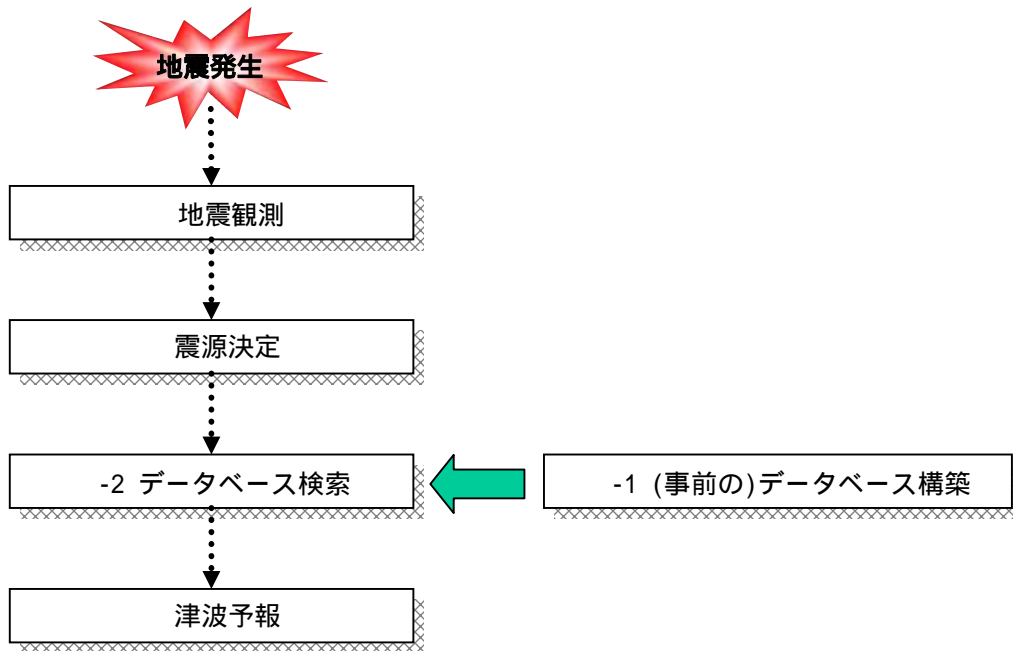 地震発生
地震観測
震源決定
-2 データベース検索
-1 (事前の)データベース構築
津波予報